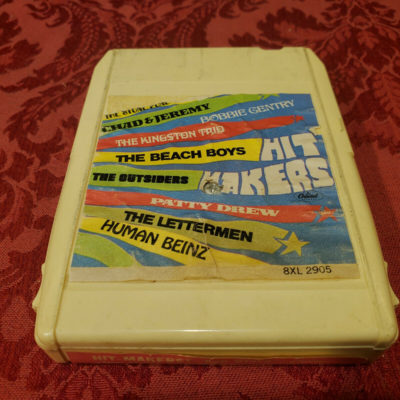 CHAD & JEREMY
BOBBIE GENTRY
THE KINGSTON TRIO
THE BEACH BOYS
HIT
MAKERS
THE OUTSIDERS
Capitol
PATTY DREW
THE LETTERMEN
HUMAN BEINZ
8XL 2905
HIT MAKERS